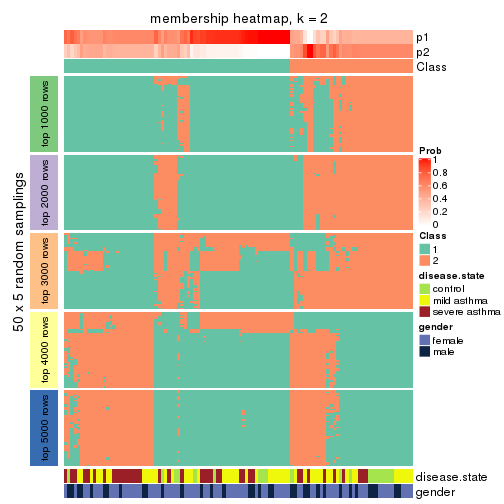 membership heatmap, k = 2
p1
p2
Class
50 x 5 random samplings
top 1000 rows
top 2000 rows
top 3000 rows
top 4000 rows
top 5000 rows
Prob
1
0.8
0.6
0.4
0.2
0
Class
1
2
disease.state
control
mild asthma
severe asthma
gender
female
male
disease.state
gender